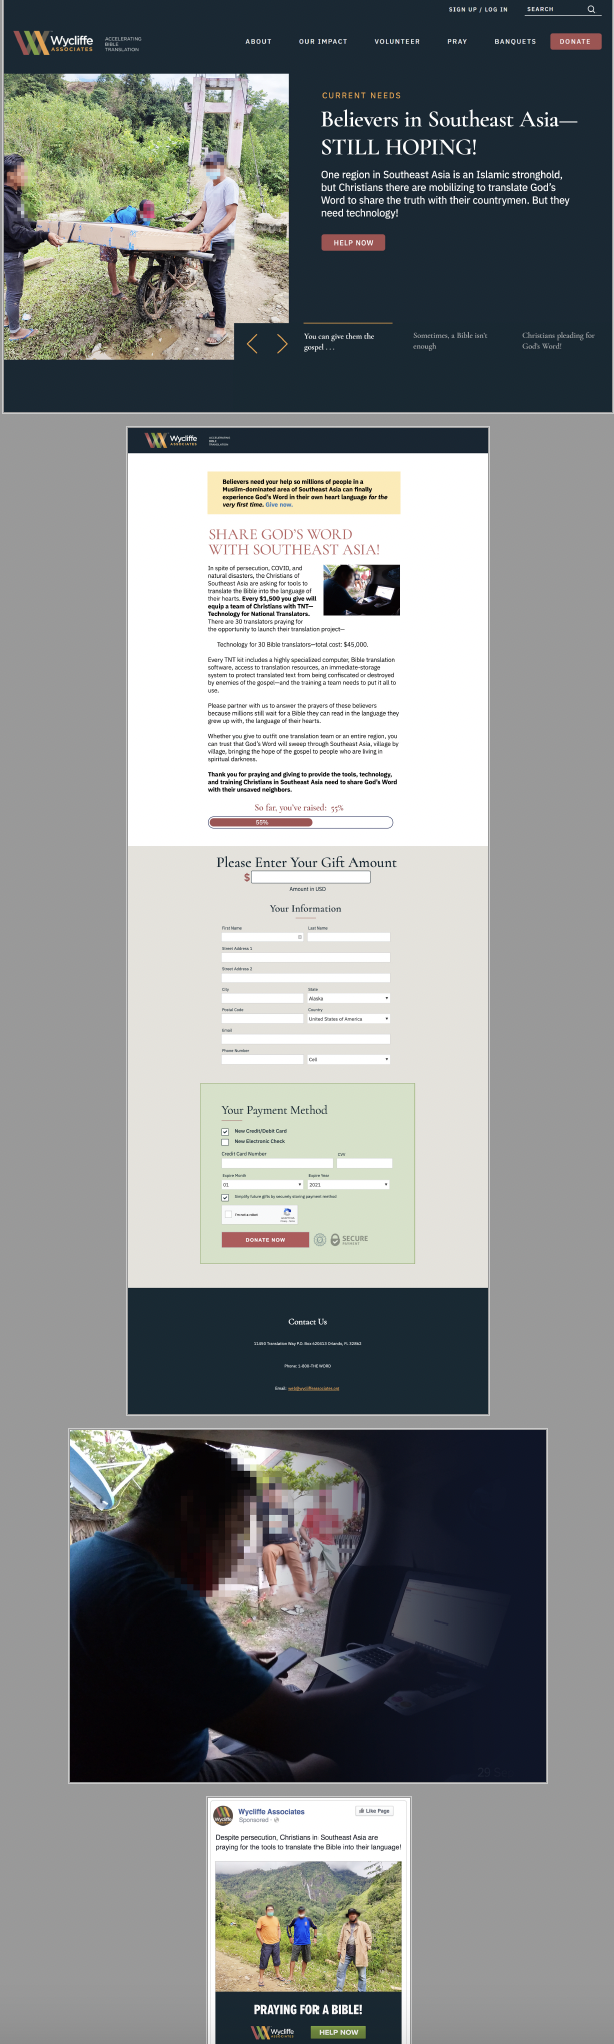 SIGN UP / LOG IN
SEARCH
Wycliffe
ASSOCIATES
ACCELERATING
BIBLE
TRANSLATION
ABOUT
OUR IMPACT
VOLUNTEER
PRAY
BANQUETS
DONATE
CURRENT NEEDS
Believers in Southeast Asia—
STILL HOPING!
One region in Southeast Asia is an Islamic stronghold,
but Christians there are mobilizing to translate God's
Word to share the truth with their countrymen. But they
need technology!
HELP NOW
You can give them the
gospel . . .
Sometimes, a Bible isn't
enough
Christians pleading for
God's Word!
Wycliffe
ASSOCIATES
ACCELERATING
BIBLE
TRANSLATION
Believers need your help so millions of people in a
Muslim-dominated area of Southeast Asia can finally
experience God's Word in their own heart language for the
very first time. Give now.
SHARE GOD'S WORD
WITH SOUTHEAST ASIA!
In spite of persecution, COVID, and
natural disasters, the Christians of
Southeast Asia are asking for tools to
translate the Bible into the language of
their hearts. Every $1,500 you give will
equip a team of Christians with TNT—
Technology for National Translators.
There are 30 translators praying for
the opportunity to launch their translation project—
Technology for 30 Bible translators—total cost: $45,000.
Every TNT kit includes a highly specialized computer, Bible translation
software, access to translation resources, an immediate-storage
system to protect translated text from being confiscated or destroyed
by enemies of the gospel—and the training a team needs to put it all to
use.
Please partner with us to answer the prayers of these believers
because millions still wait for a Bible they can read in the language they
grew up with, the language of their hearts.
Whether you give to outfit one translation team or an entire region, you
can trust that God's Word will sweep through Southeast Asia, village by
village, bringing the hope of the gospel to people who are living in
spiritual darkness.
Thank you for praying and giving to provide the tools, technology,
and training Christians in Southeast Asia need to share God's Word
with their unsaved neighbors.
So far, you've raised: 55%
55%
Please Enter Your Gift Amount
$
Amount in USD
Your Information
First Name
Last Name
Street Address 1
Street Address 2
City
State
Alaska
Postal Code
Country
United States of America
Email
Phone Number
Cell
Your Payment Method
New Credit/Debit Card
New Electronic Check
Credit Card Number
CVV
Expire Month
Expire Year
01
2021
Simplify future gifts by securely storing payment method
I'm not a robot
DONATE NOW
SECURE
PAYMENT
Contact Us
11450 Translation Way P.O. Box 620413 Orlando, FL 32862
Phone: 1-800-THE WORD
Email:
Wycliffe
Wycliffe Associates
Sponsored
Like Page
Despite persecution, Christians in Southeast Asia are
praying for the tools to translate the Bible into their language!
PRAYING FOR A BIBLE!
Wycliffe
ASSOCIATES
HELP NOW